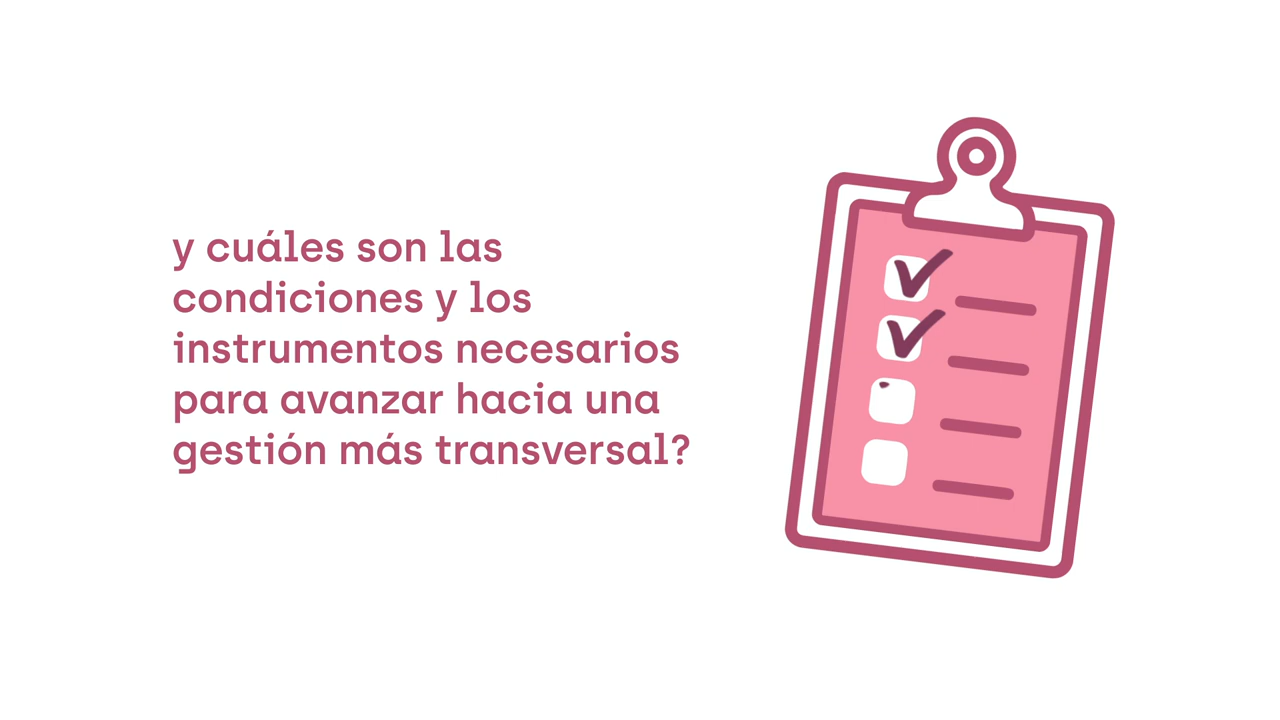 y cuáles son las
condiciones y los
instrumentos necesarios
para avanzar hacia una
gestión más transversal?